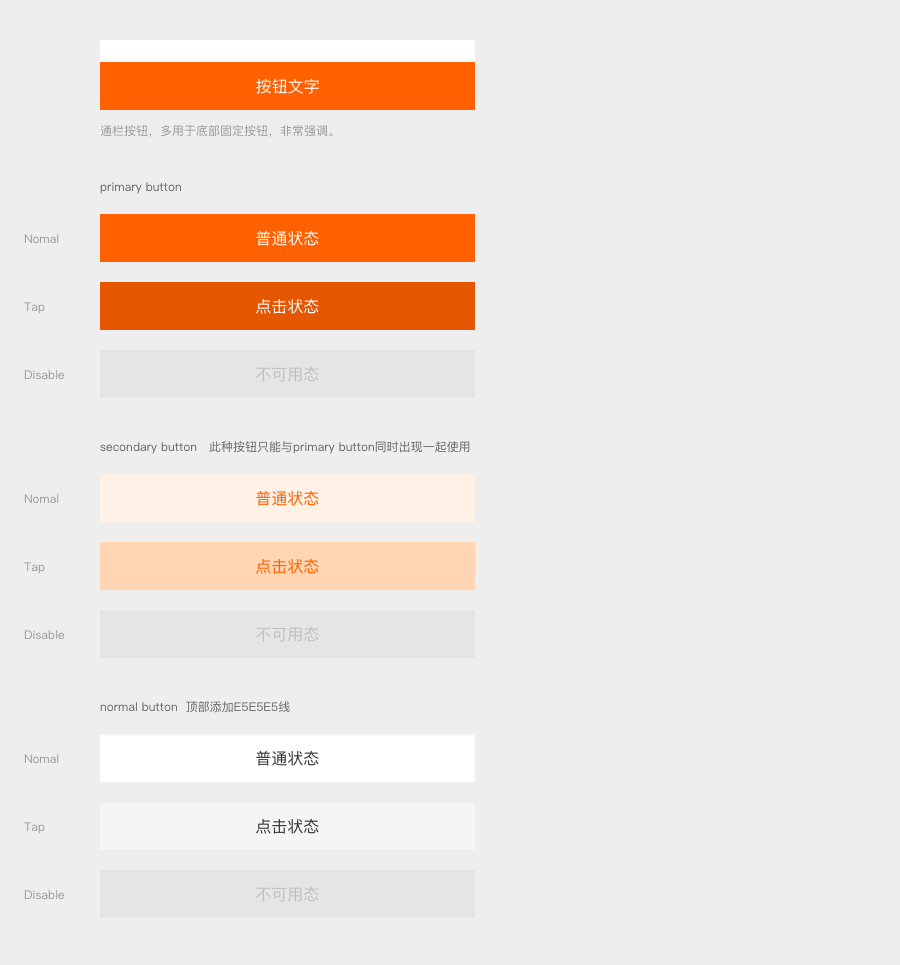 按钮文字
通栏按钮，多用于底部固定按钮，非常强调。
primary button
Nomal 普通状态
Tap 点击状态
Disable 不可用态
secondary button 此种按钮只能与primary button同时出现一起使用
Nomal 普通状态
Tap 点击状态
Disable 不可用态
normal button 顶部添加E5E5E5线
Nomal 普通状态
Tap 点击状态
Disable 不可用态